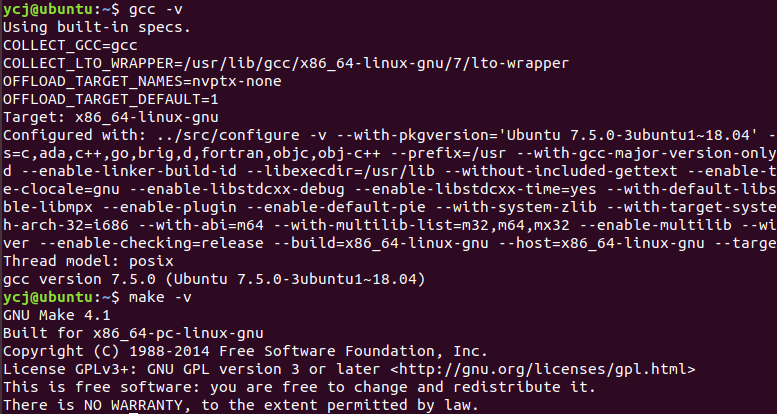 ycj@ubuntu:~$ gcc -v
Using built-in specs.
COLLECT_GCC=gcc
COLLECT_LTO_WRAPPER=/usr/lib/gcc/x86_64-linux-gnu/7/lto-wrapper
OFFLOAD_TARGET_NAMES=nvptx-none
OFFLOAD_TARGET_DEFAULT=1
Target: x86_64-linux-gnu
Configured with: ../src/configure -v --with-pkgversion='Ubuntu 7.5.0-3ubuntu1~18.04' -
s=c,ada,c++,go,brig,d,fortran,objc,obj-c++ --prefix=/usr --with-gcc-major-version-only
d --enable-linker-build-id --libexecdir=/usr/lib --without-included-gettext --enable-t
e-clocale=gnu --enable-libstdcxx-debug --enable-libstdcxx-time=yes --with-default-libs
ble-libmpx --enable-plugin --enable-default-pie --with-system-zlib --with-target-syste
h-arch-32=i686 --with-abi=m64 --with-multilib-list=m32,m64,mx32 --enable-multilib --wi
ver --enable-checking=release --build=x86_64-linux-gnu --host=x86_64-linux-gnu --targe
Thread model: posix
gcc version 7.5.0 (Ubuntu 7.5.0-3ubuntu1~18.04)
ycj@ubuntu:~$ make -v
GNU Make 4.1
Built for x86_64-pc-linux-gnu
Copyright (C) 1988-2014 Free Software Foundation, Inc.
License GPLv3+: GNU GPL version 3 or later <http://gnu.org/licenses/gpl.html>
This is free software: you are free to change and redistribute it.
There is NO WARRANTY, to the extent permitted by law.